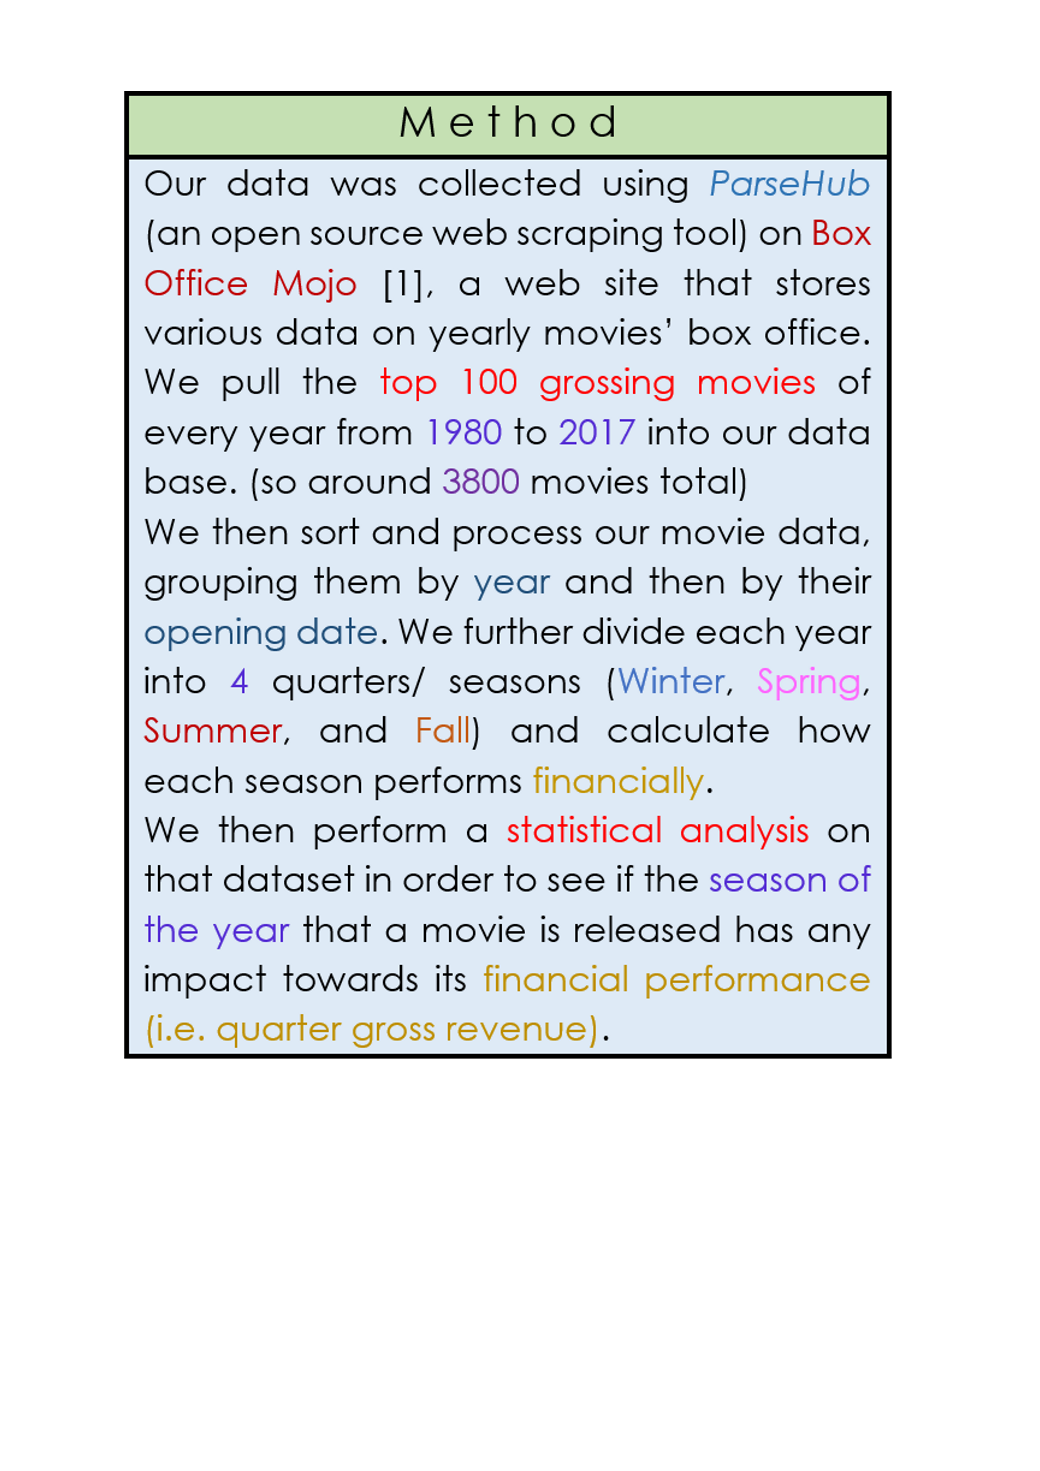 Method
Our data was collected using ParseHub
(an open source web scraping tool) on Box
Office Mojo [1], a web site that stores
various data on yearly movies’ box office.
We pull the top 100 grossing movies of
every year from 1980 to 2017 into our data
base. (so around 3800 movies total)
We then sort and process our movie data,
grouping them by year and then by their
opening date. We further divide each year
into 4 quarters/ seasons (Winter, Spring,
Summer, and Fall) and calculate how
each season performs financially.
We then perform a statistical analysis on
that dataset in order to see if the season of
the year that a movie is released has any
impact towards its financial performance
(i.e. quarter gross revenue).